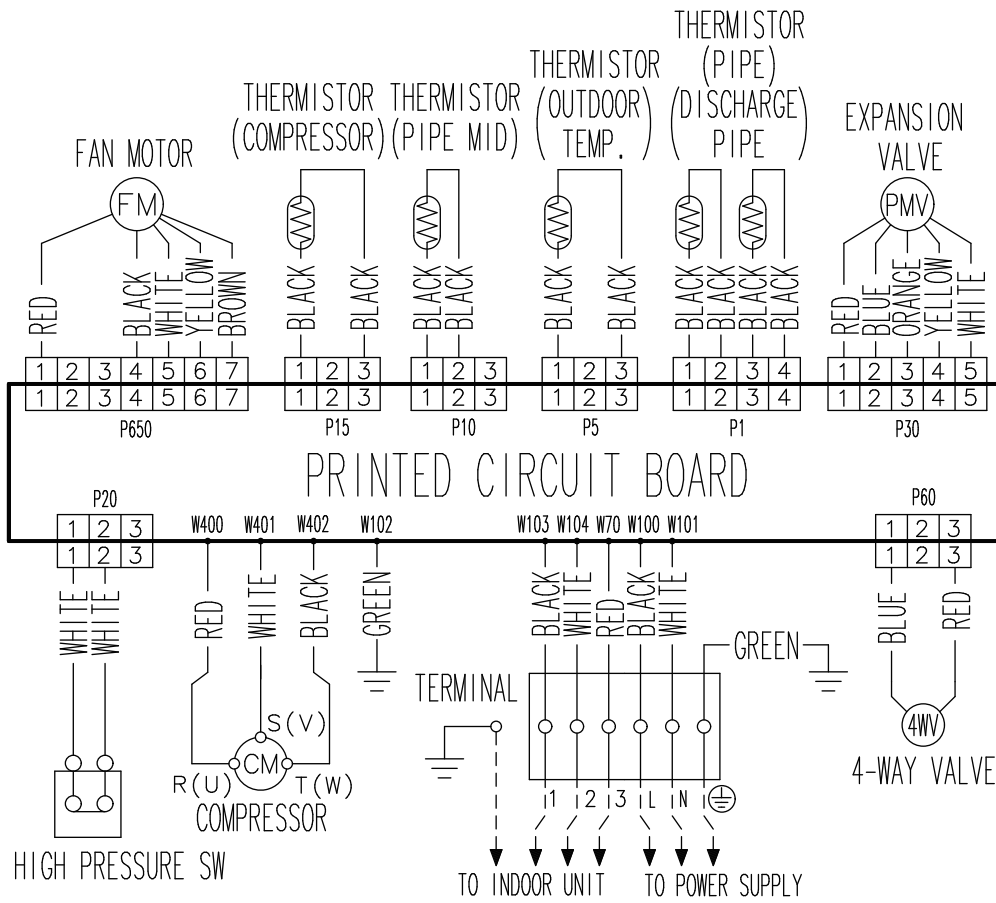 THERMISTOR
(PIPE)
(DISCHARGE)
PIPE
THERMISTOR
(OUTDOOR)
TEMP.
THERMISTOR
(COMPRESSOR)
THERMISTOR
(PIPE MID)
EXPANSION
VALVE
FAN MOTOR
FM
PMV
RED BLACK WHITE YELLOW BROWN
BLACK BLACK
BLACK BLACK
BLACK BLACK
BLACK BLACK BLACK BLACK
RED BLUE ORANGE YELLOW WHITE
1 2 3 4 5 6 7
1 2 3 4 5 6 7
P650
1 2 3
1 2 3
P15
1 2 3
1 2 3
P10
1 2 3
1 2 3
P5
1 2 3 4
1 2 3 4
P1
1 2 3 4 5
1 2 3 4 5
P30
PRINTED CIRCUIT BOARD
P20
1 2 3
1 2 3
W400 W401 W402 W102
W103 W104 W70 W100 W101
P60
1 2 3
1 2 3
WHITE WHITE
RED WHITE BLACK GREEN
BLACK WHITE RED BLACK WHITE
GREEN
BLUE RED
TERMINAL
S(V)
CM
R(U)
T(W)
COMPRESSOR
4WV
4-WAY VALVE
1 2 3 L N
HIGH PRESSURE SW
TO INDOOR UNIT
TO POWER SUPPLY